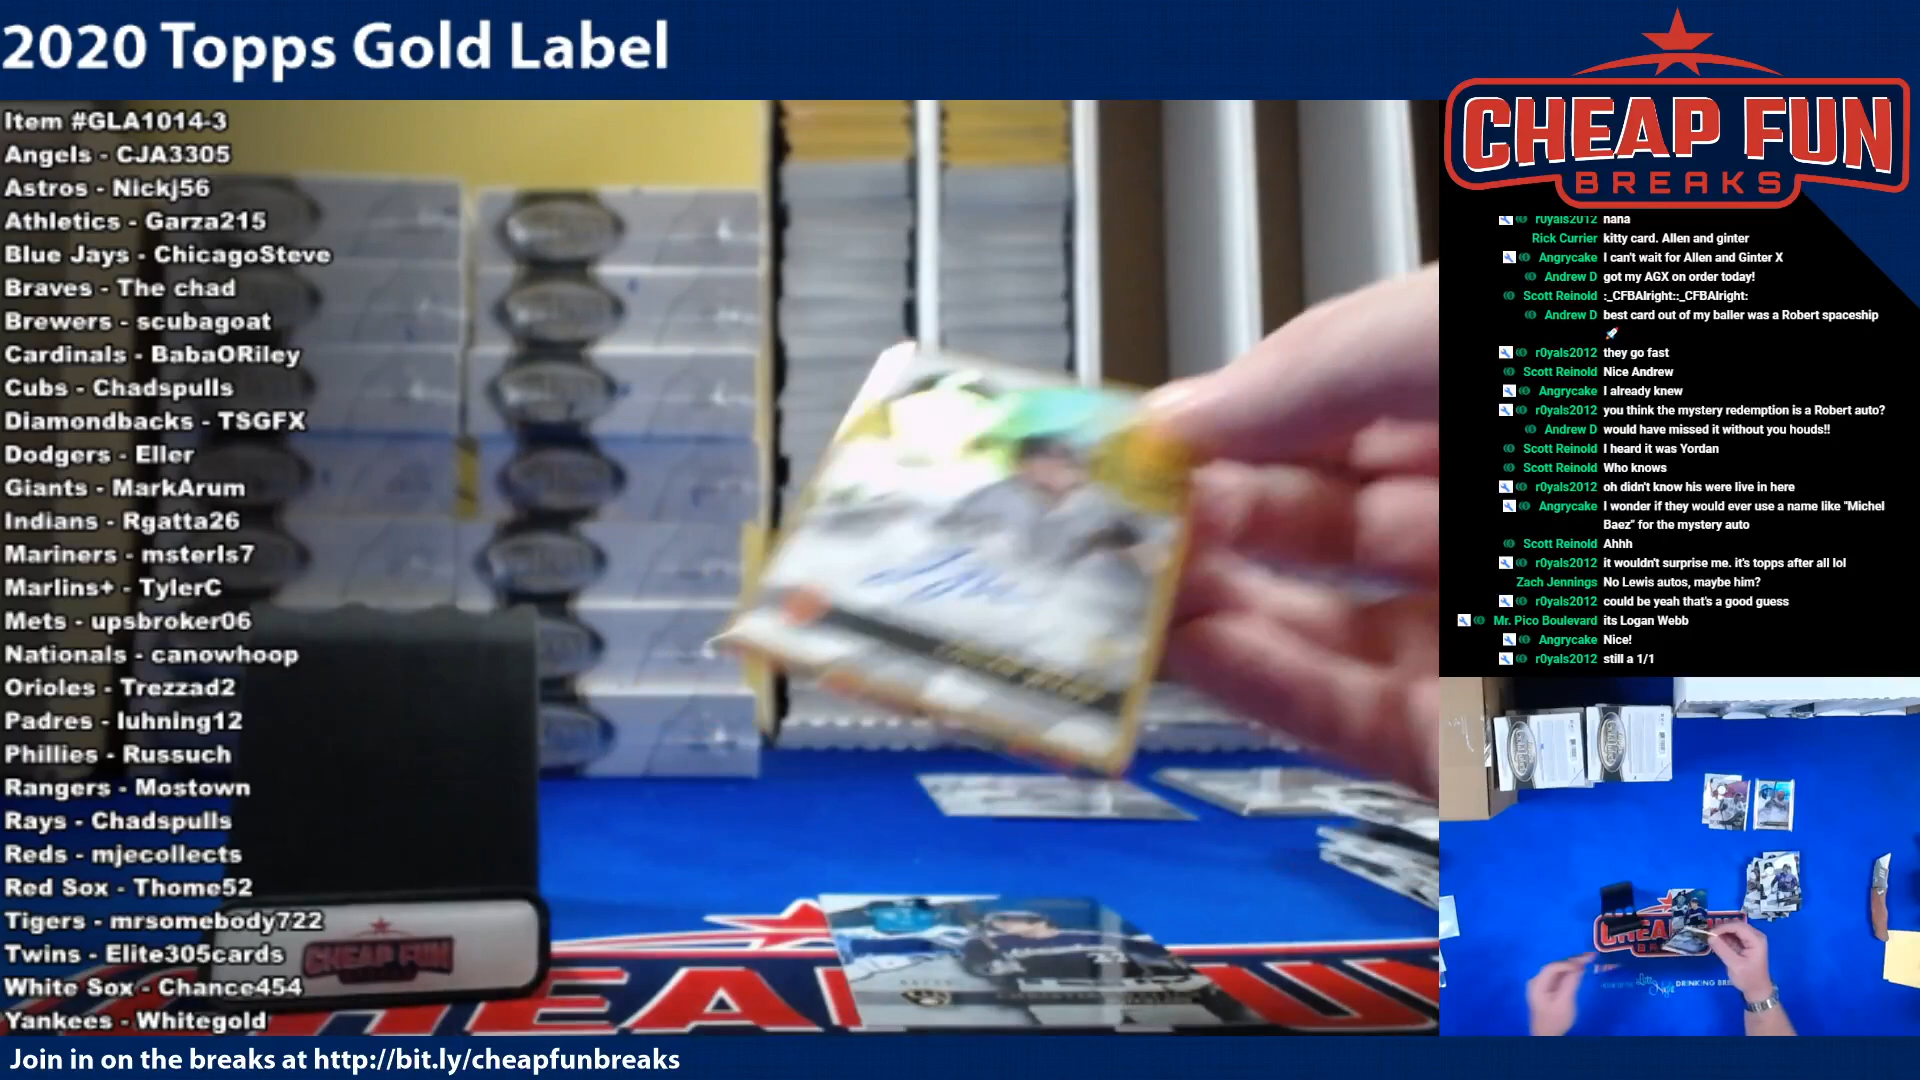 2020 Topps Gold Label
Item #GLA1014-3
Angels - CJA3305
Astros - Nickj56
Athletics - Garza215
Blue Jays - ChicagoSteve
Braves - The chad
Brewers - scubagoat
Cardinals - BabaORiley
Cubs - Chadspulls
Diamondbacks - TSGFX
Dodgers - Eller
Giants - MarkArum
Indians - Rgatta26
Mariners - msterls7
Marlins+ - TylerC
Mets - upsbroker06
Nationals - canowhoop
Orioles - Trezzad2
Padres - luhning12
Phillies - Russuch
Rangers - Mostown
Rays - Chadspulls
Reds - mjecollects
Red Sox - Thome52
Tigers - mrsomebody722
Twins - Elite305cards
White Sox - Chance454
Yankees - Whitegold
Join in on the breaks at http://bit.ly/cheapfunbreaks
CHEAP FUN
CHEAP FUN
BREAKS
r0yals2012 nana
Rick Currier kitty card. Allen and ginter
Angrycake I can't wait for Allen and Ginter X
Andrew D got my AGX on order today!
Scott Reinold :_CFBAlright::_CFBAlright:
Andrew D best card out of my baller was a Robert spaceship
🚀
r0yals2012 they go fast
Scott Reinold Nice Andrew
Angrycake I already knew
r0yals2012 you think the mystery redemption is a Robert auto?
Andrew D would have missed it without you houds!!
Scott Reinold I heard it was Yordan
Scott Reinold Who knows
r0yals2012 oh didn't know his were live in here
Angrycake I wonder if they would ever use a name like "Michel
Baez" for the mystery auto
Scott Reinold Ahhh
r0yals2012 it wouldn't surprise me. it's topps after all lol
Zach Jennings No Lewis autos, maybe him?
r0yals2012 could be yeah that's a good guess
Mr. Pico Boulevard its Logan Webb
Angrycake Nice!
r0yals2012 still a 1/1
DRINKING